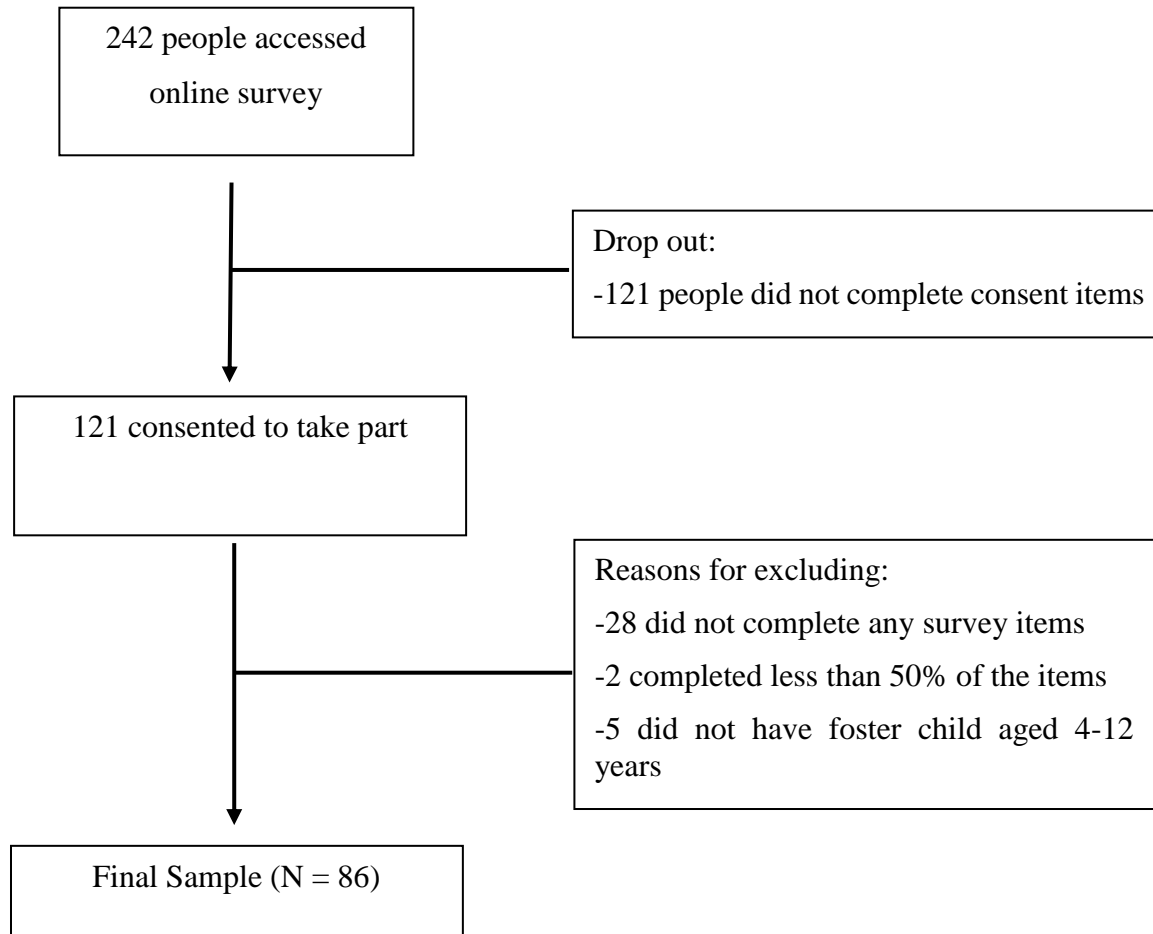 242 people accessed
online survey
Drop out:
-121 people did not complete consent items
121 consented to take part
Reasons for excluding:
-28 did not complete any survey items
-2 completed less than 50% of the items
-5 did not have foster child aged 4-12
years
Final Sample (N = 86)